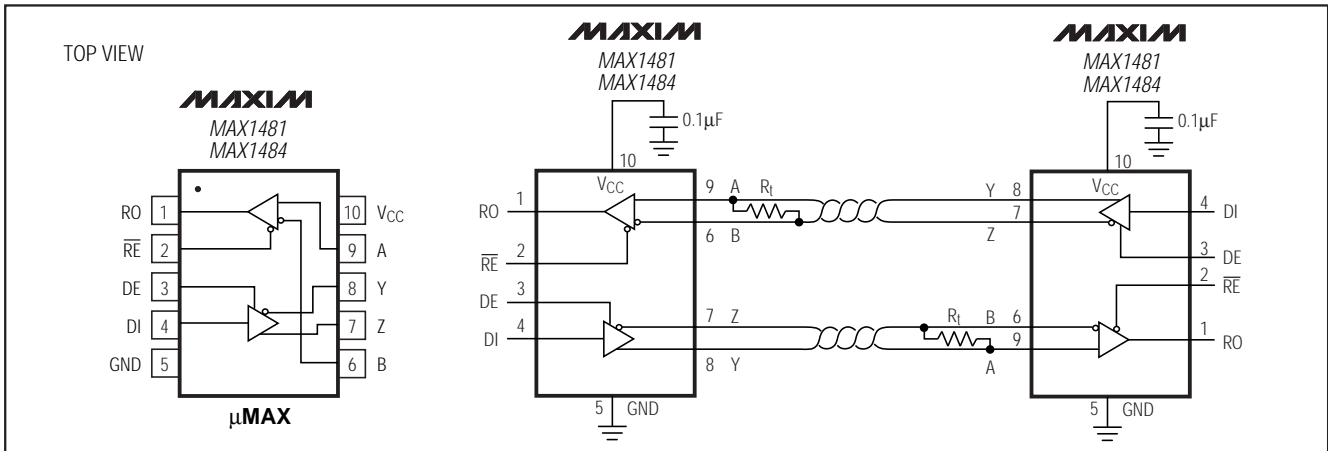 TOP VIEW
MAXIM
MAX1481
MAX1484
RO 1
RE 2
DE 3
DI 4
GND 5
10 VCC
9 A
8 Y
7 Z
6 B
µMAX
MAXIM
MAX1481
MAX1484
0.1µF
10
VCC
1
RO
2
RE
3
DE
4
DI
5 GND
9 A Rt
6 B
7 Z
8 Y
MAXIM
MAX1481
MAX1484
0.1µF
10
VCC
Y 8
7
Z
Rt B 6
9
A
4 DI
3 DE
2 RE
1 RO
5 GND